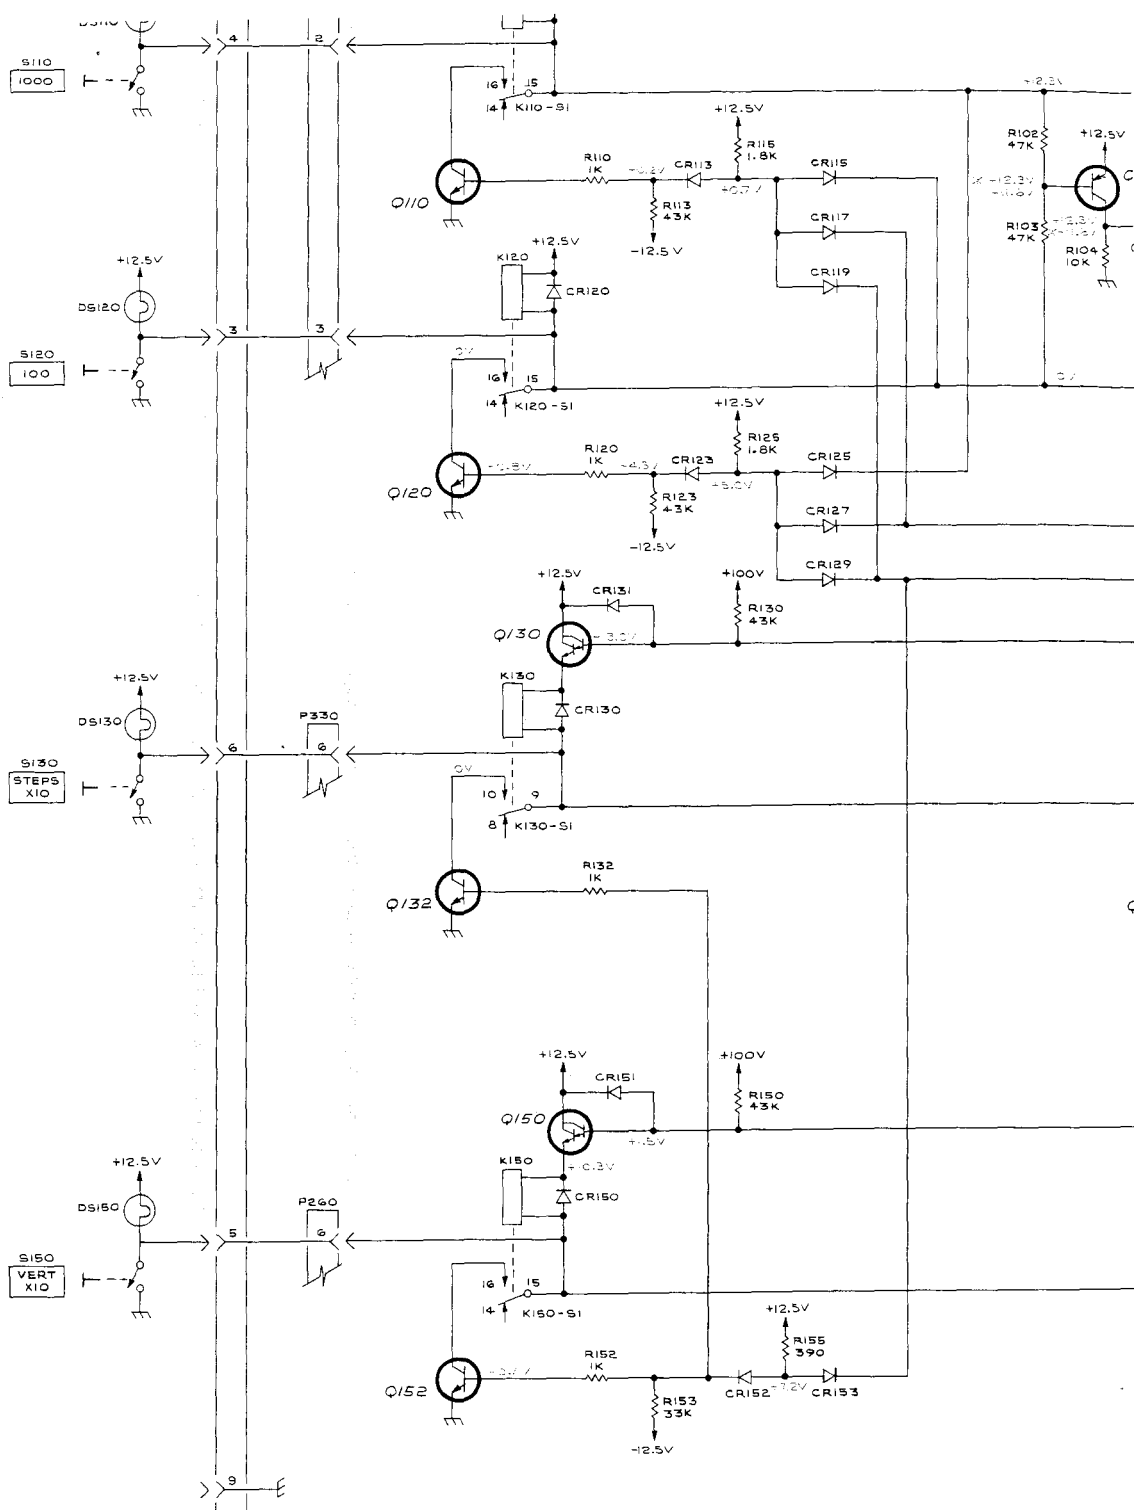 DS110
4
2
S110
1000
16
15
14
K110-S1
+12.3V
+12.5V
R102
47K
+12.5V
R115
1.8K
R110
1K
+0.2V
CR113
+0.7V
CR115
Q110
R113
43K
-12.5V
CR117
R103
47K
R104
10K
CR119
+12.5V
K120
CR120
+12.5V
DS120
3
3
S120
100
0V
16
15
14
K120-S1
0V
+12.5V
R125
1.8K
R120
1K
CR123
+5.0V
CR125
Q120
R123
43K
-12.5V
CR127
CR129
+12.5V
CR131
+100V
R130
43K
Q130
K130
CR130
+12.5V
DS130
P330
6
6
S130
STEPS
X10
0V
10
9
8
K130-S1
R132
1K
Q132
+12.5V
CR151
+100V
R150
43K
Q150
K150
CR150
+12.5V
DS150
P260
5
6
S150
VERT
X10
16
15
14
K150-S1
+12.5V
R155
390
R152
1K
Q152
CR152
CR153
R153
33K
-12.5V
9